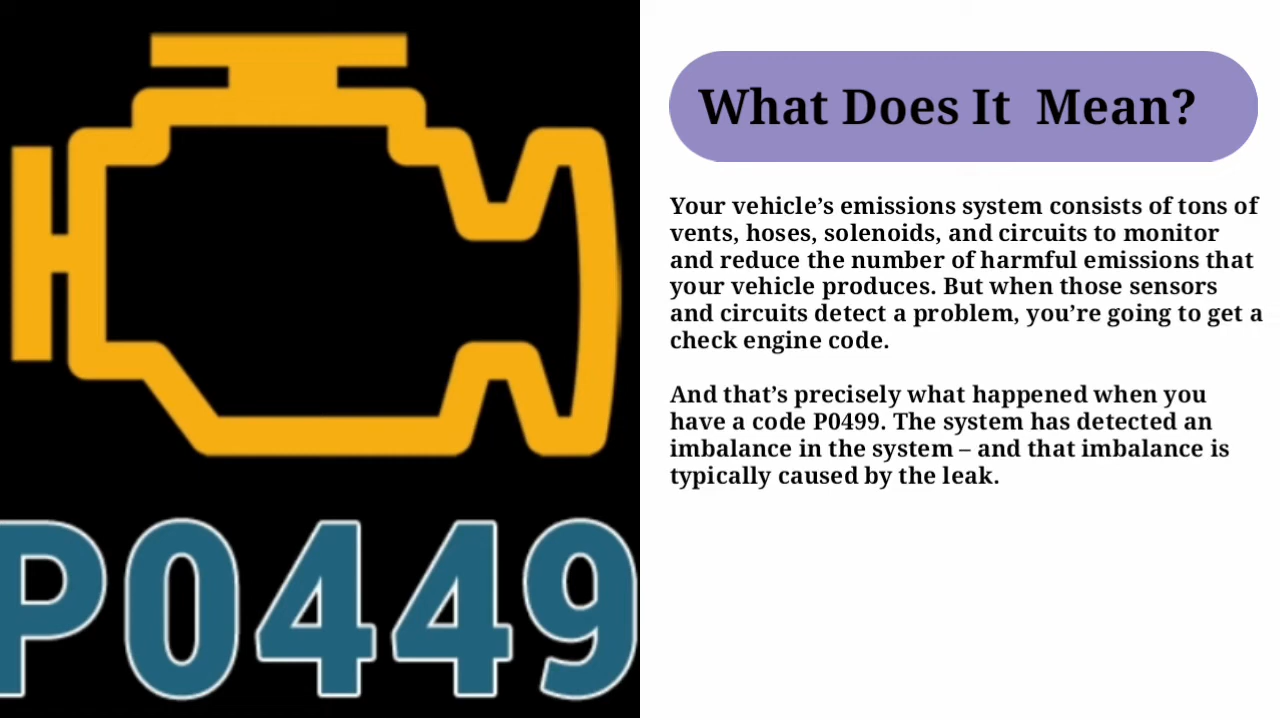 P0449
What Does It Mean?
Your vehicle’s emissions system consists of tons of
vents, hoses, solenoids, and circuits to monitor
and reduce the number of harmful emissions that
your vehicle produces. But when those sensors
and circuits detect a problem, you’re going to get a
check engine code.
And that’s precisely what happened when you
have a code P0499. The system has detected an
imbalance in the system – and that imbalance is
typically caused by the leak.